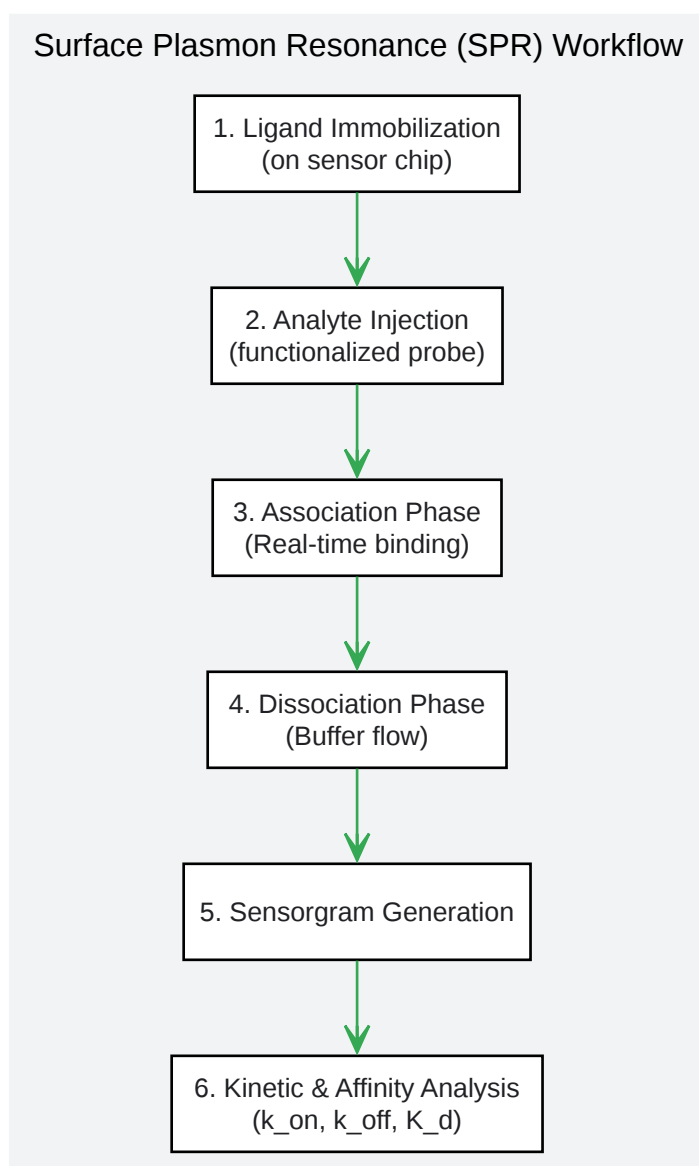 Surface Plasmon Resonance (SPR) Workflow
1. Ligand Immobilization
(on sensor chip)
2. Analyte Injection
(functionalized probe)
3. Association Phase
(Real-time binding)
4. Dissociation Phase
(Buffer flow)
5. Sensorgram Generation
6. Kinetic & Affinity Analysis
(k_on, k_off, K_d)